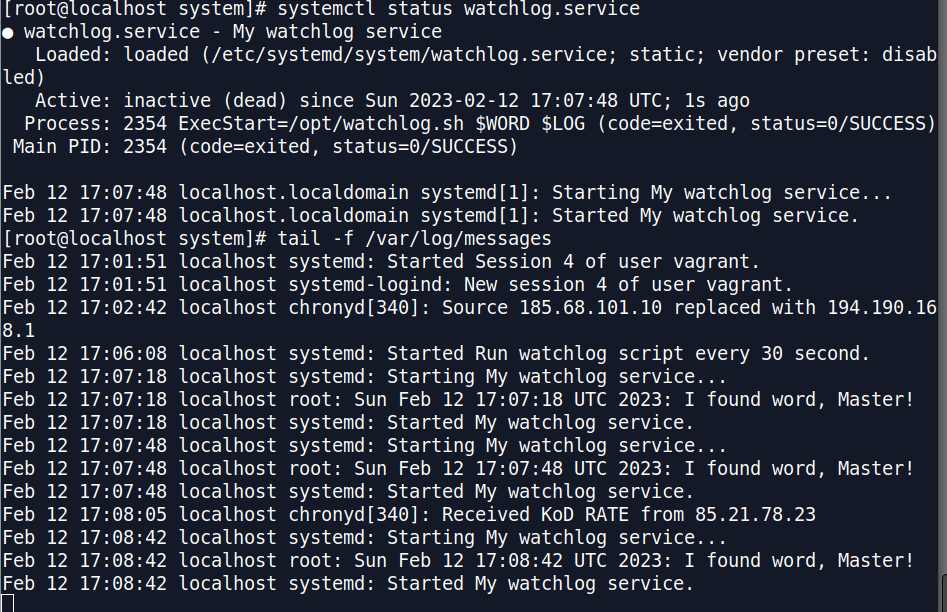 [root@localhost system]# systemctl status watchlog.service
● watchlog.service - My watchlog service
   Loaded: loaded (/etc/systemd/system/watchlog.service; static; vendor preset: disab
led)
   Active: inactive (dead) since Sun 2023-02-12 17:07:48 UTC; 1s ago
  Process: 2354 ExecStart=/opt/watchlog.sh $WORD $LOG (code=exited, status=0/SUCCESS)
 Main PID: 2354 (code=exited, status=0/SUCCESS)

Feb 12 17:07:48 localhost.localdomain systemd[1]: Starting My watchlog service...
Feb 12 17:07:48 localhost.localdomain systemd[1]: Started My watchlog service.
[root@localhost system]# tail -f /var/log/messages
Feb 12 17:01:51 localhost systemd: Started Session 4 of user vagrant.
Feb 12 17:01:51 localhost systemd-logind: New session 4 of user vagrant.
Feb 12 17:02:42 localhost chronyd[340]: Source 185.68.101.10 replaced with 194.190.16
8.1
Feb 12 17:06:08 localhost systemd: Started Run watchlog script every 30 second.
Feb 12 17:07:18 localhost systemd: Starting My watchlog service...
Feb 12 17:07:18 localhost root: Sun Feb 12 17:07:18 UTC 2023: I found word, Master!
Feb 12 17:07:18 localhost systemd: Started My watchlog service.
Feb 12 17:07:48 localhost systemd: Starting My watchlog service...
Feb 12 17:07:48 localhost root: Sun Feb 12 17:07:48 UTC 2023: I found word, Master!
Feb 12 17:07:48 localhost systemd: Started My watchlog service.
Feb 12 17:08:05 localhost chronyd[340]: Received KoD RATE from 85.21.78.23
Feb 12 17:08:42 localhost systemd: Starting My watchlog service...
Feb 12 17:08:42 localhost root: Sun Feb 12 17:08:42 UTC 2023: I found word, Master!
Feb 12 17:08:42 localhost systemd: Started My watchlog service.